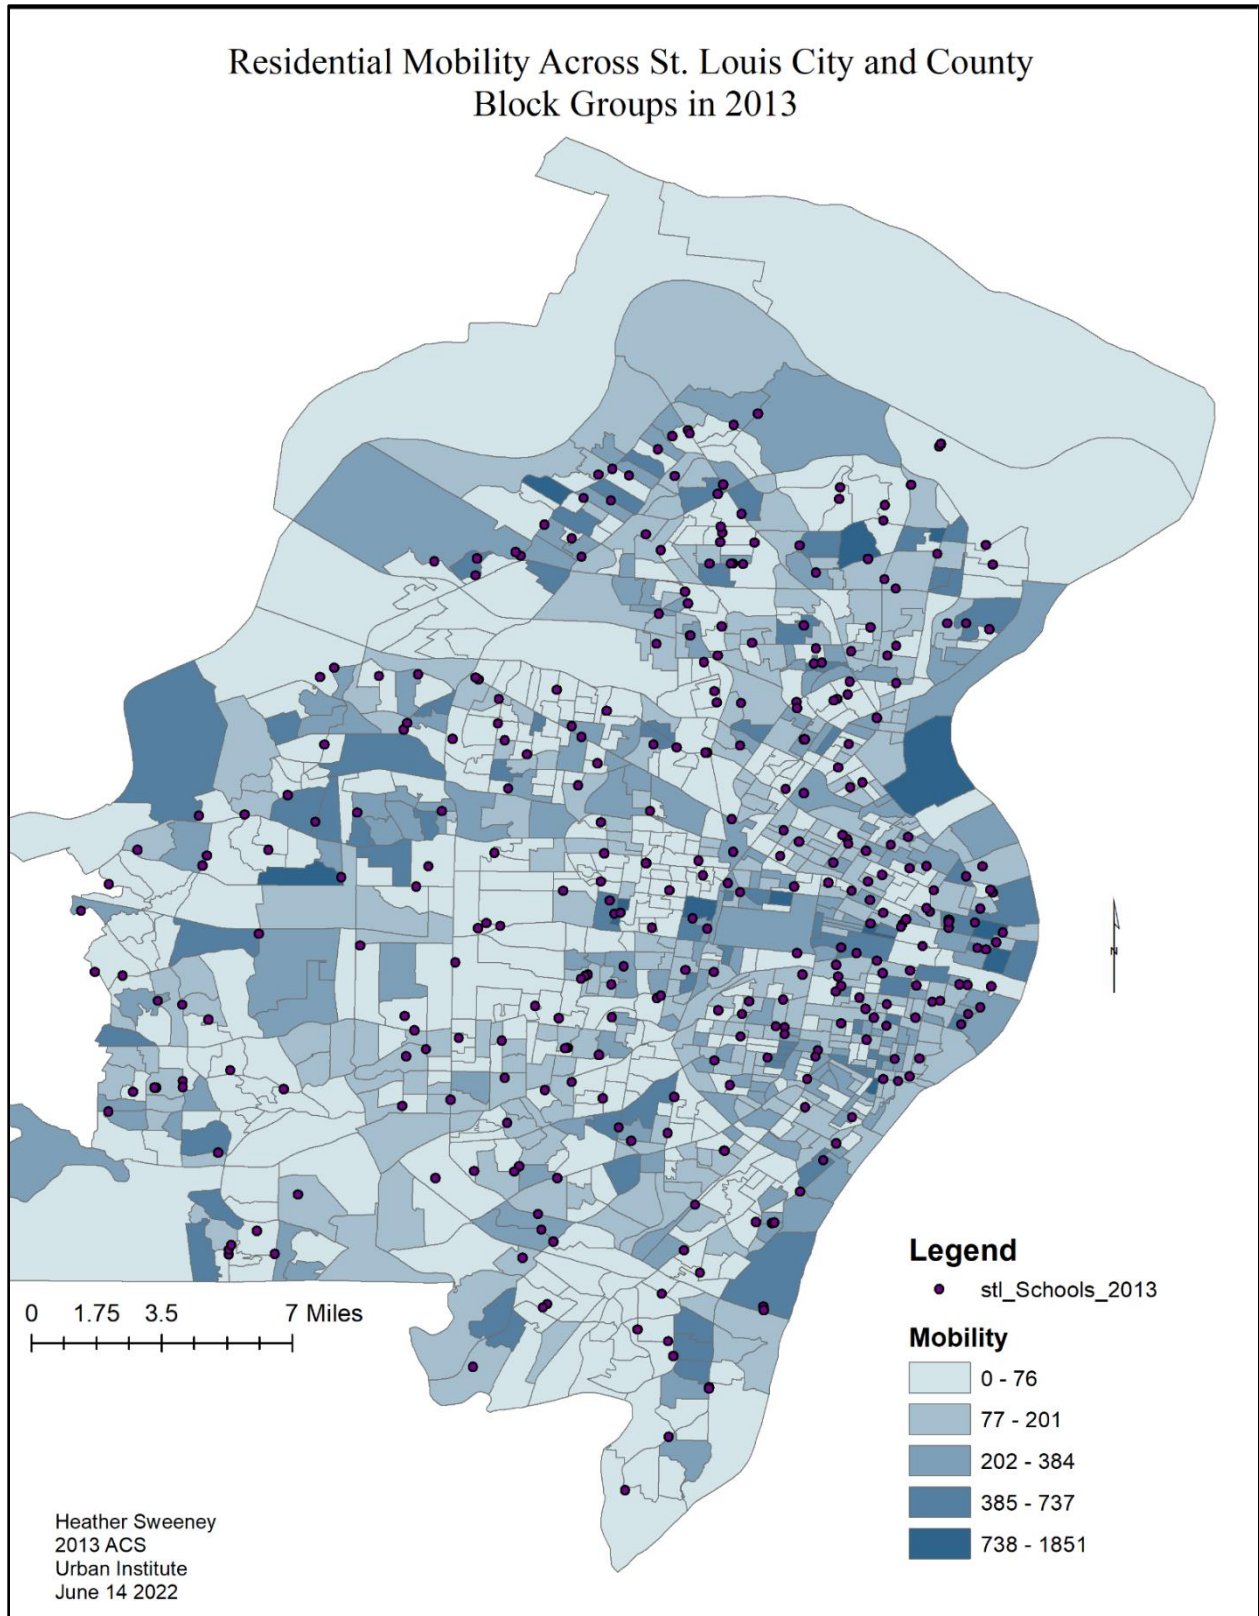 Residential Mobility Across St. Louis City and County
Block Groups in 2013
N
Legend
stl_Schools_2013
0 1.75 3.5 7 Miles
Mobility
0 - 76
77 - 201
202 - 384
385 - 737
738 - 1851
Heather Sweeney
2013 ACS
Urban Institute
June 14 2022